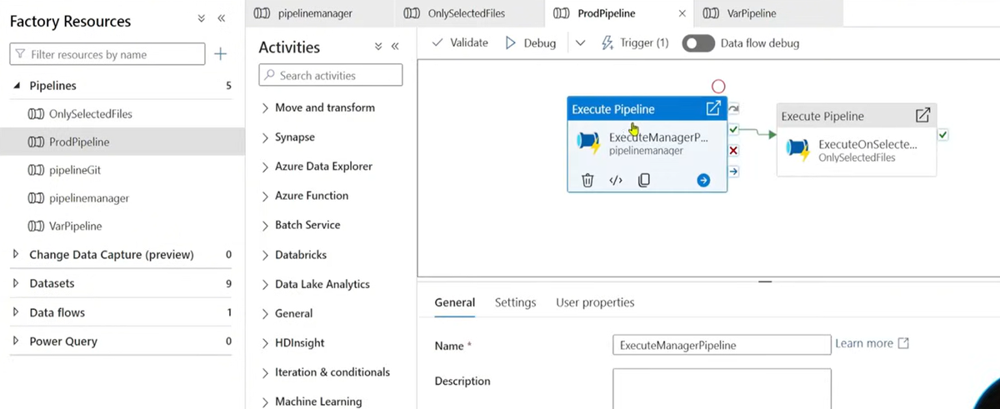 Factory Resources
Filter resources by name
Pipelines 5
OnlySelectedFiles
ProdPipeline
pipelineGit
pipelinemanager
VarPipeline
Change Data Capture (preview) 0
Datasets 9
Data flows 1
Power Query 0
pipelinemanager OnlySelectedFiles ProdPipeline VarPipeline
Activities
Search activities
Move and transform
Synapse
Azure Data Explorer
Azure Function
Batch Service
Databricks
Data Lake Analytics
General
HDInsight
Iteration & conditionals
Machine Learning
Validate Debug Trigger (1) Data flow debug
Execute Pipeline
ExecuteManagerP...
pipelinemanager
Execute Pipeline
ExecuteOnSelecte...
OnlySelectedFiles
General Settings User properties
Name * ExecuteManagerPipeline Learn more
Description